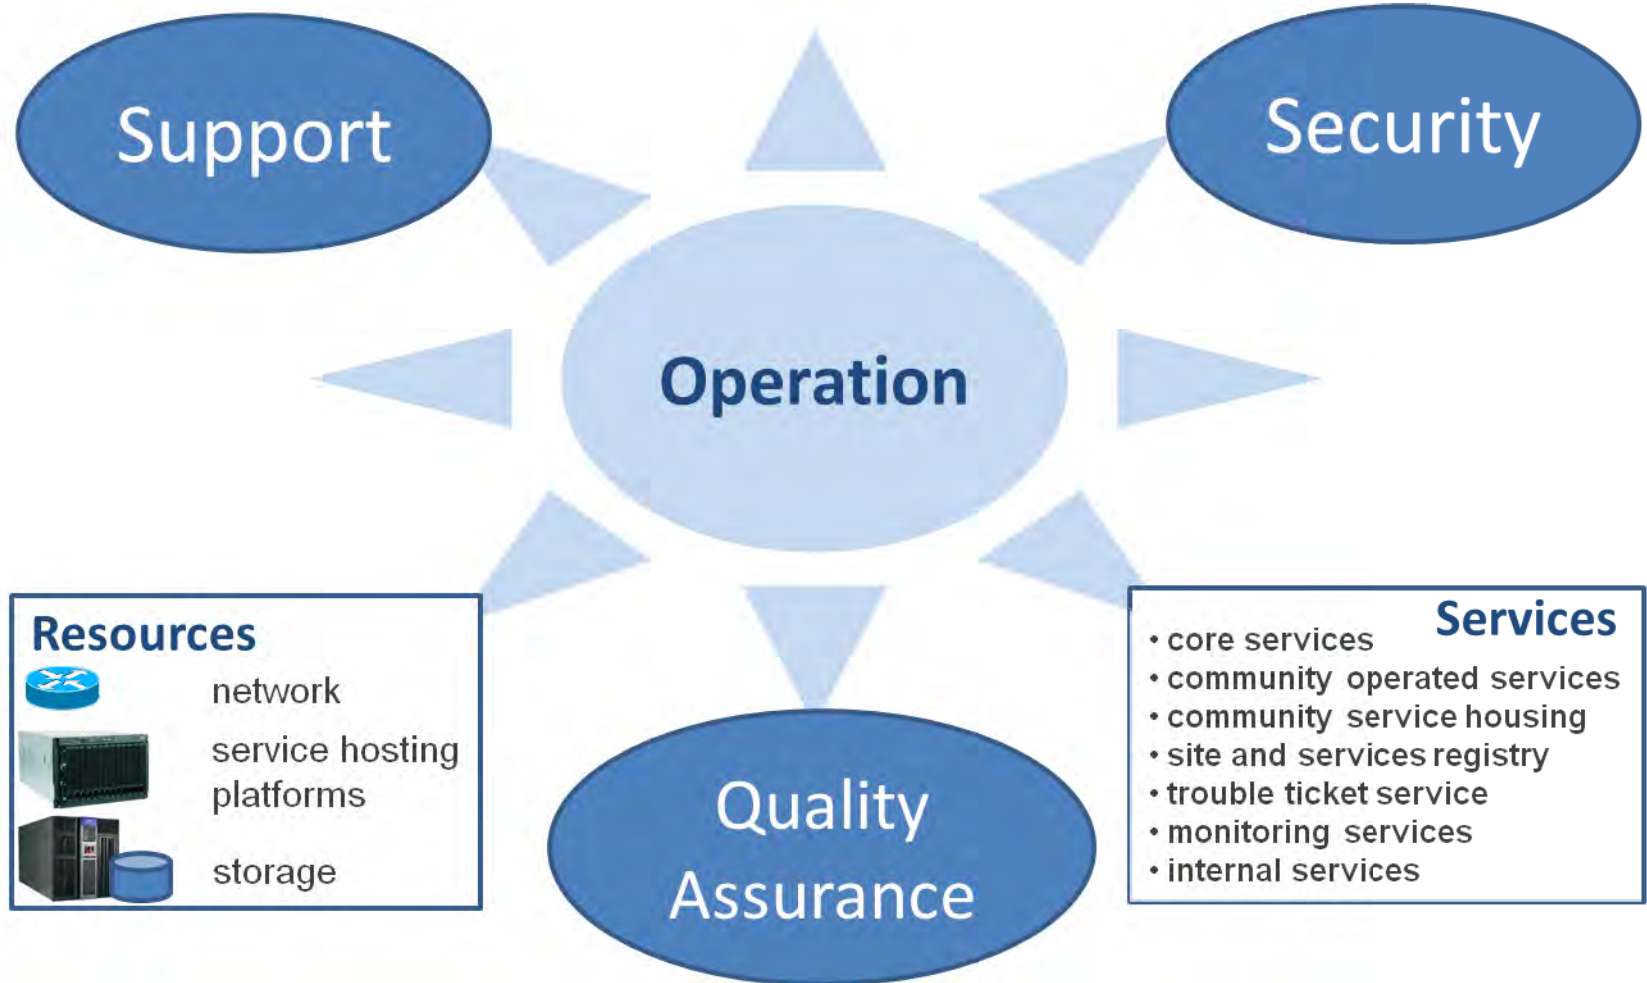 Support
Security
Operation
Resources
network
service hosting
platforms
storage
Quality
Assurance
Services
• core services
• community operated services
• community service housing
• site and services registry
• trouble ticket service
• monitoring services
• internal services